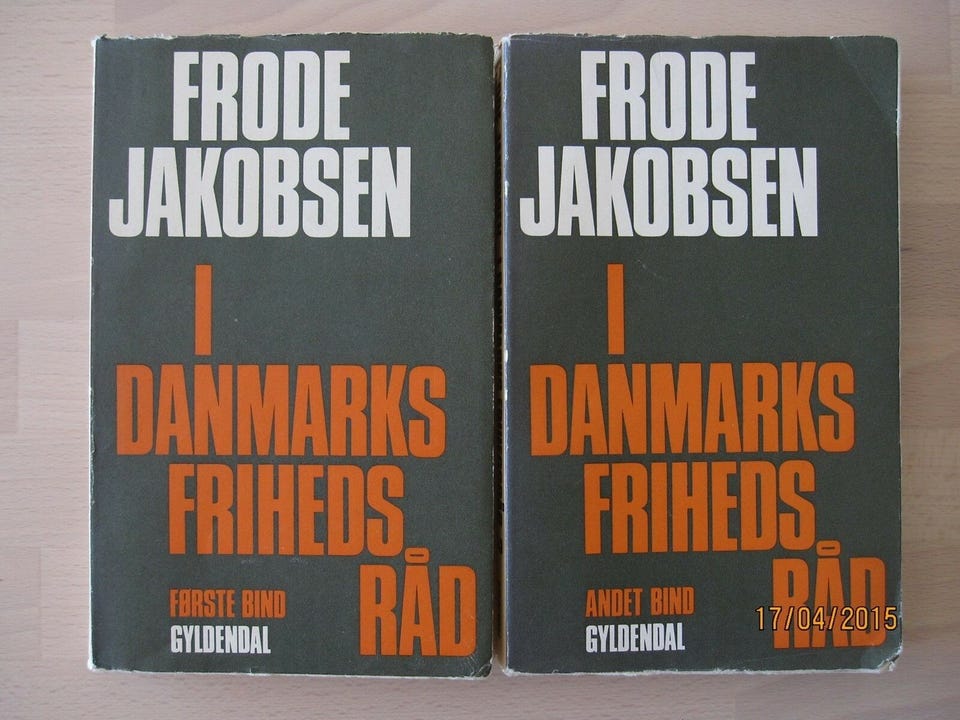 FRODE
JAKOBSEN
I
DANMARKS
FRIHEDS
RÅD
FØRSTE BIND
GYLDENDAL
FRODE
JAKOBSEN
I
DANMARKS
FRIHEDS
RÅD
ANDET BIND
GYLDENDAL
17/04/2015